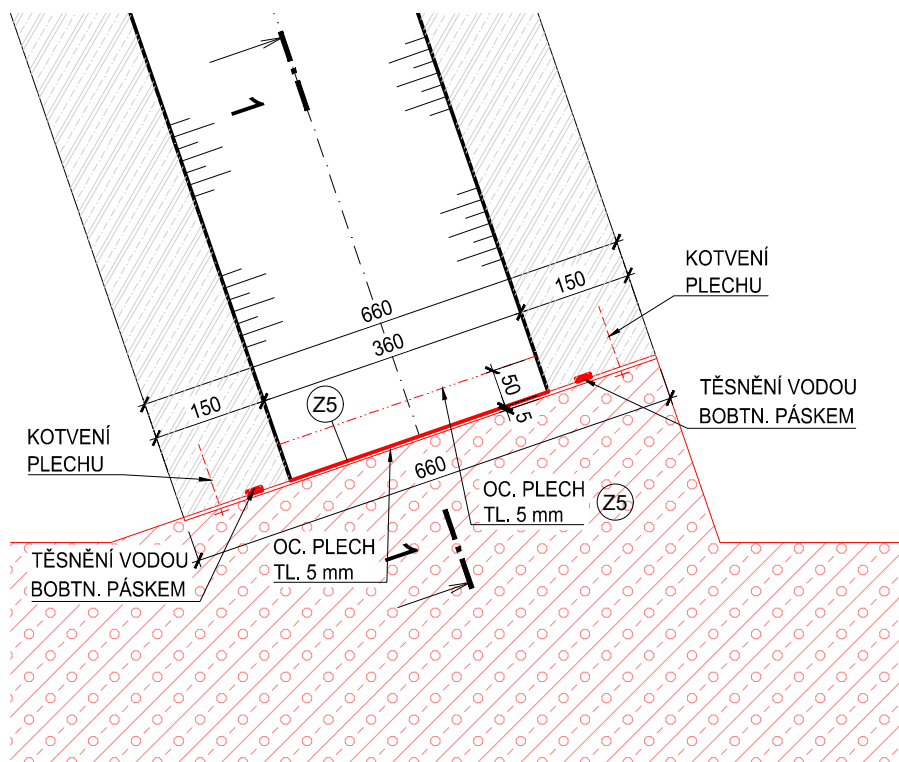 1
KOTVENÍ
PLECHU
150
660
360
150
Z5
50
5
TĚSNĚNÍ VODOU
BOBTN. PÁSKEM
KOTVENÍ
PLECHU
660
OC. PLECH
TL. 5 mm
Z5
TĚSNĚNÍ VODOU
BOBTN. PÁSKEM
OC. PLECH
TL. 5 mm
1